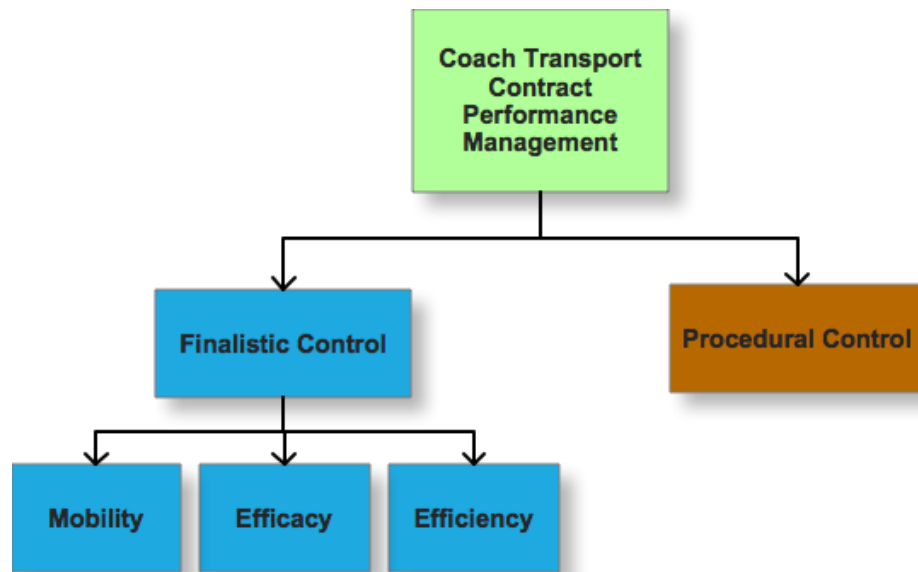 Coach Transport
Contract
Performance
Management
Finalistic Control
Procedural Control
Mobility
Efficacy
Efficiency